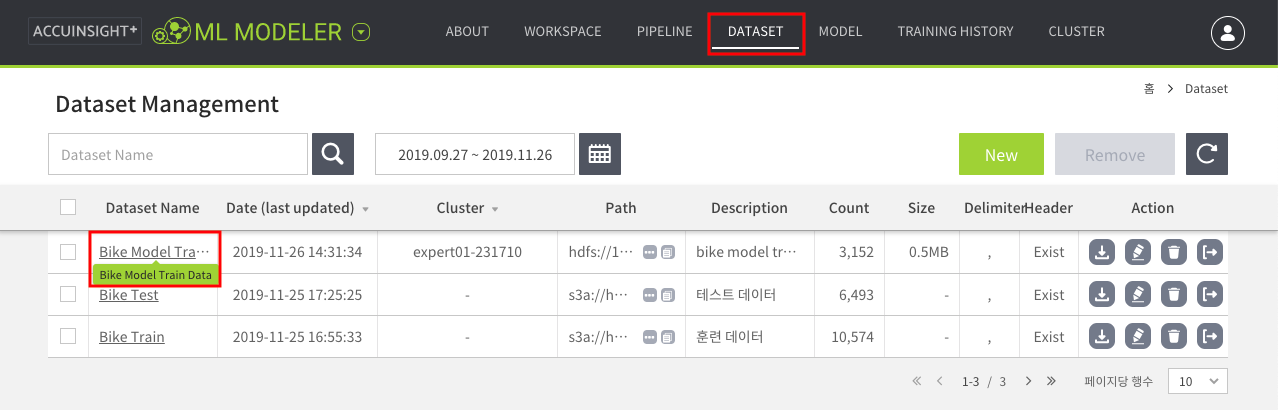 ACCUINSIGHT+ ML MODELER ABOUT WORKSPACE PIPELINE DATASET MODEL TRAINING HISTORY CLUSTER
홈 > Dataset
Dataset Management
Dataset Name 2019.09.27 ~ 2019.11.26 New Remove
Dataset Name Date (last updated) Cluster Path Description Count Size Delimiter Header Action
Bike Model Tra… 2019-11-26 14:31:34 expert01-231710 hdfs://1… bike model tr… 3,152 0.5MB , Exist
Bike Model Train Data
Bike Test 2019-11-25 17:25:25 - s3a://h… 테스트 데이터 6,493 - , Exist
Bike Train 2019-11-25 16:55:33 - s3a://h… 훈련 데이터 10,574 - , Exist
1-3 / 3 페이지당 행수 10